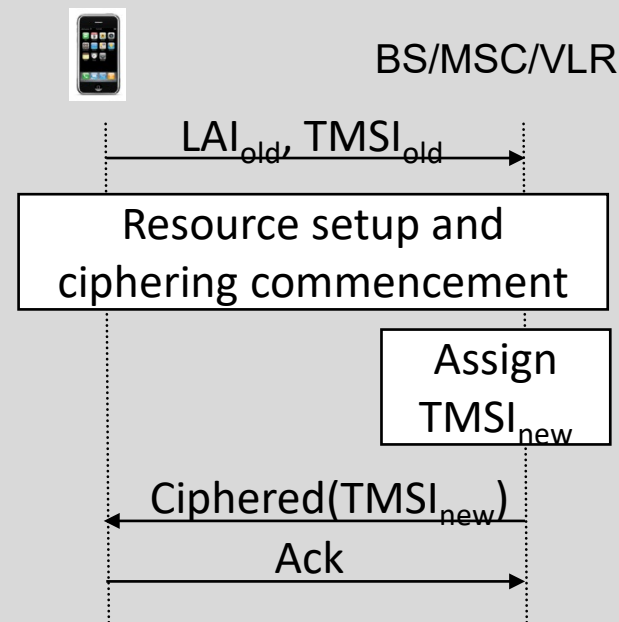 BS/MSC/VLR
LAIold, TMSIold
Resource setup and
ciphering commencement
Assign
TMSInew
Ciphered(TMSInew)
Ack